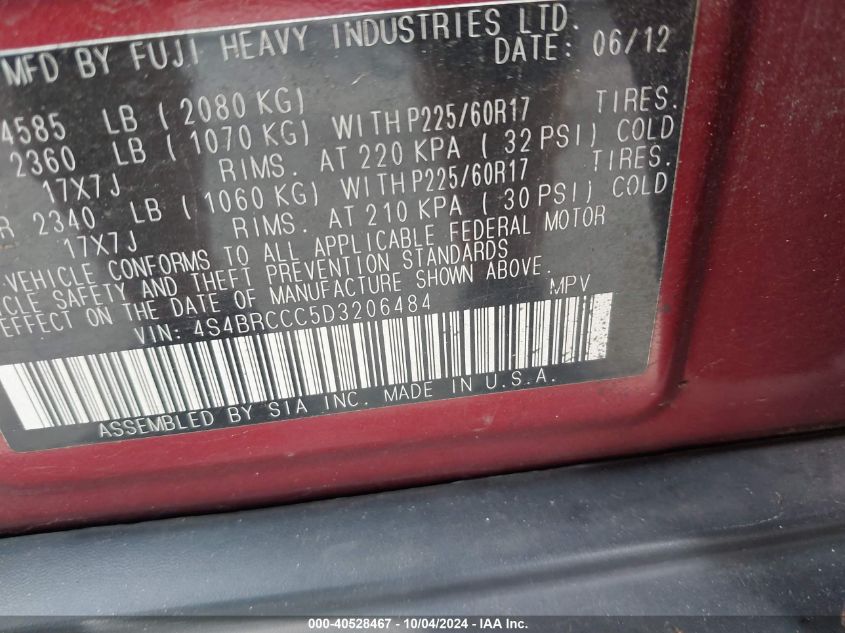 MFD BY FUJI HEAVY INDUSTRIES LTD.
DATE: 06/12
4585 LB (2080 KG)
2360 LB (1070 KG) WITH P225/60R17 TIRES.
17X7J RIMS. AT 220 KPA (32 PSI) COLD
R 2340 LB (1060 KG) WITH P225/60R17 TIRES.
17X7J RIMS. AT 210 KPA (30 PSI) COLD
VEHICLE CONFORMS TO ALL APPLICABLE FEDERAL MOTOR
SAFETY AND THEFT PREVENTION STANDARDS
EFFECT ON THE DATE OF MANUFACTURE SHOWN ABOVE.
VIN: 4S4BRCCC5D3206484 MPV
ASSEMBLED BY SIA INC. MADE IN U.S.A.
000-40528467 - 10/04/2024 - IAA Inc.